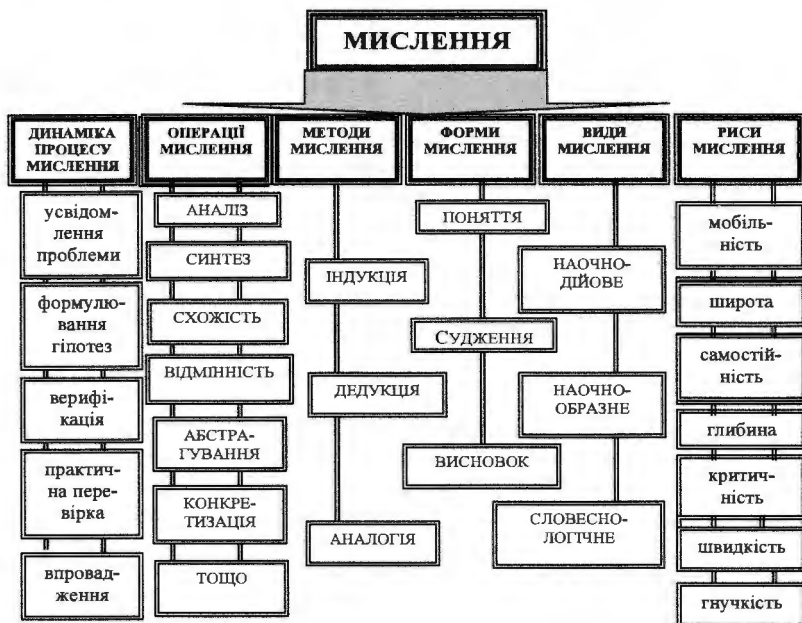 МИСЛЕННЯ
ДИНАМІКА
ПРОЦЕСУ
МИСЛЕННЯ
усвідом-
лення
проблеми
формулю-
вання
гіпотез
верифі-
кація
практич-
на пере-
вірка
впровад-
ження
ОПЕРАЦІЇ
МИСЛЕННЯ
АНАЛІЗ
СИНТЕЗ
СХОЖІСТЬ
ВІДМІННІСТЬ
АБСТРА-
ГУВАННЯ
КОНКРЕ-
ТИЗАЦІЯ
ТОЩО
МЕТОДИ
МИСЛЕННЯ
ІНДУКЦІЯ
ДЕДУКЦІЯ
АНАЛОГІЯ
ФОРМИ
МИСЛЕННЯ
ПОНЯТТЯ
СУДЖЕННЯ
ВИСНОВОК
ВИДИ
МИСЛЕННЯ
НАОЧНО-
ДІЙОВЕ
НАОЧНО-
ОБРАЗНЕ
СЛОВЕСНО-
ЛОГІЧНЕ
РИСИ
МИСЛЕННЯ
мобіль-
ність
широта
самостій-
ність
глибина
критич-
ність
швидкість
гнучкість